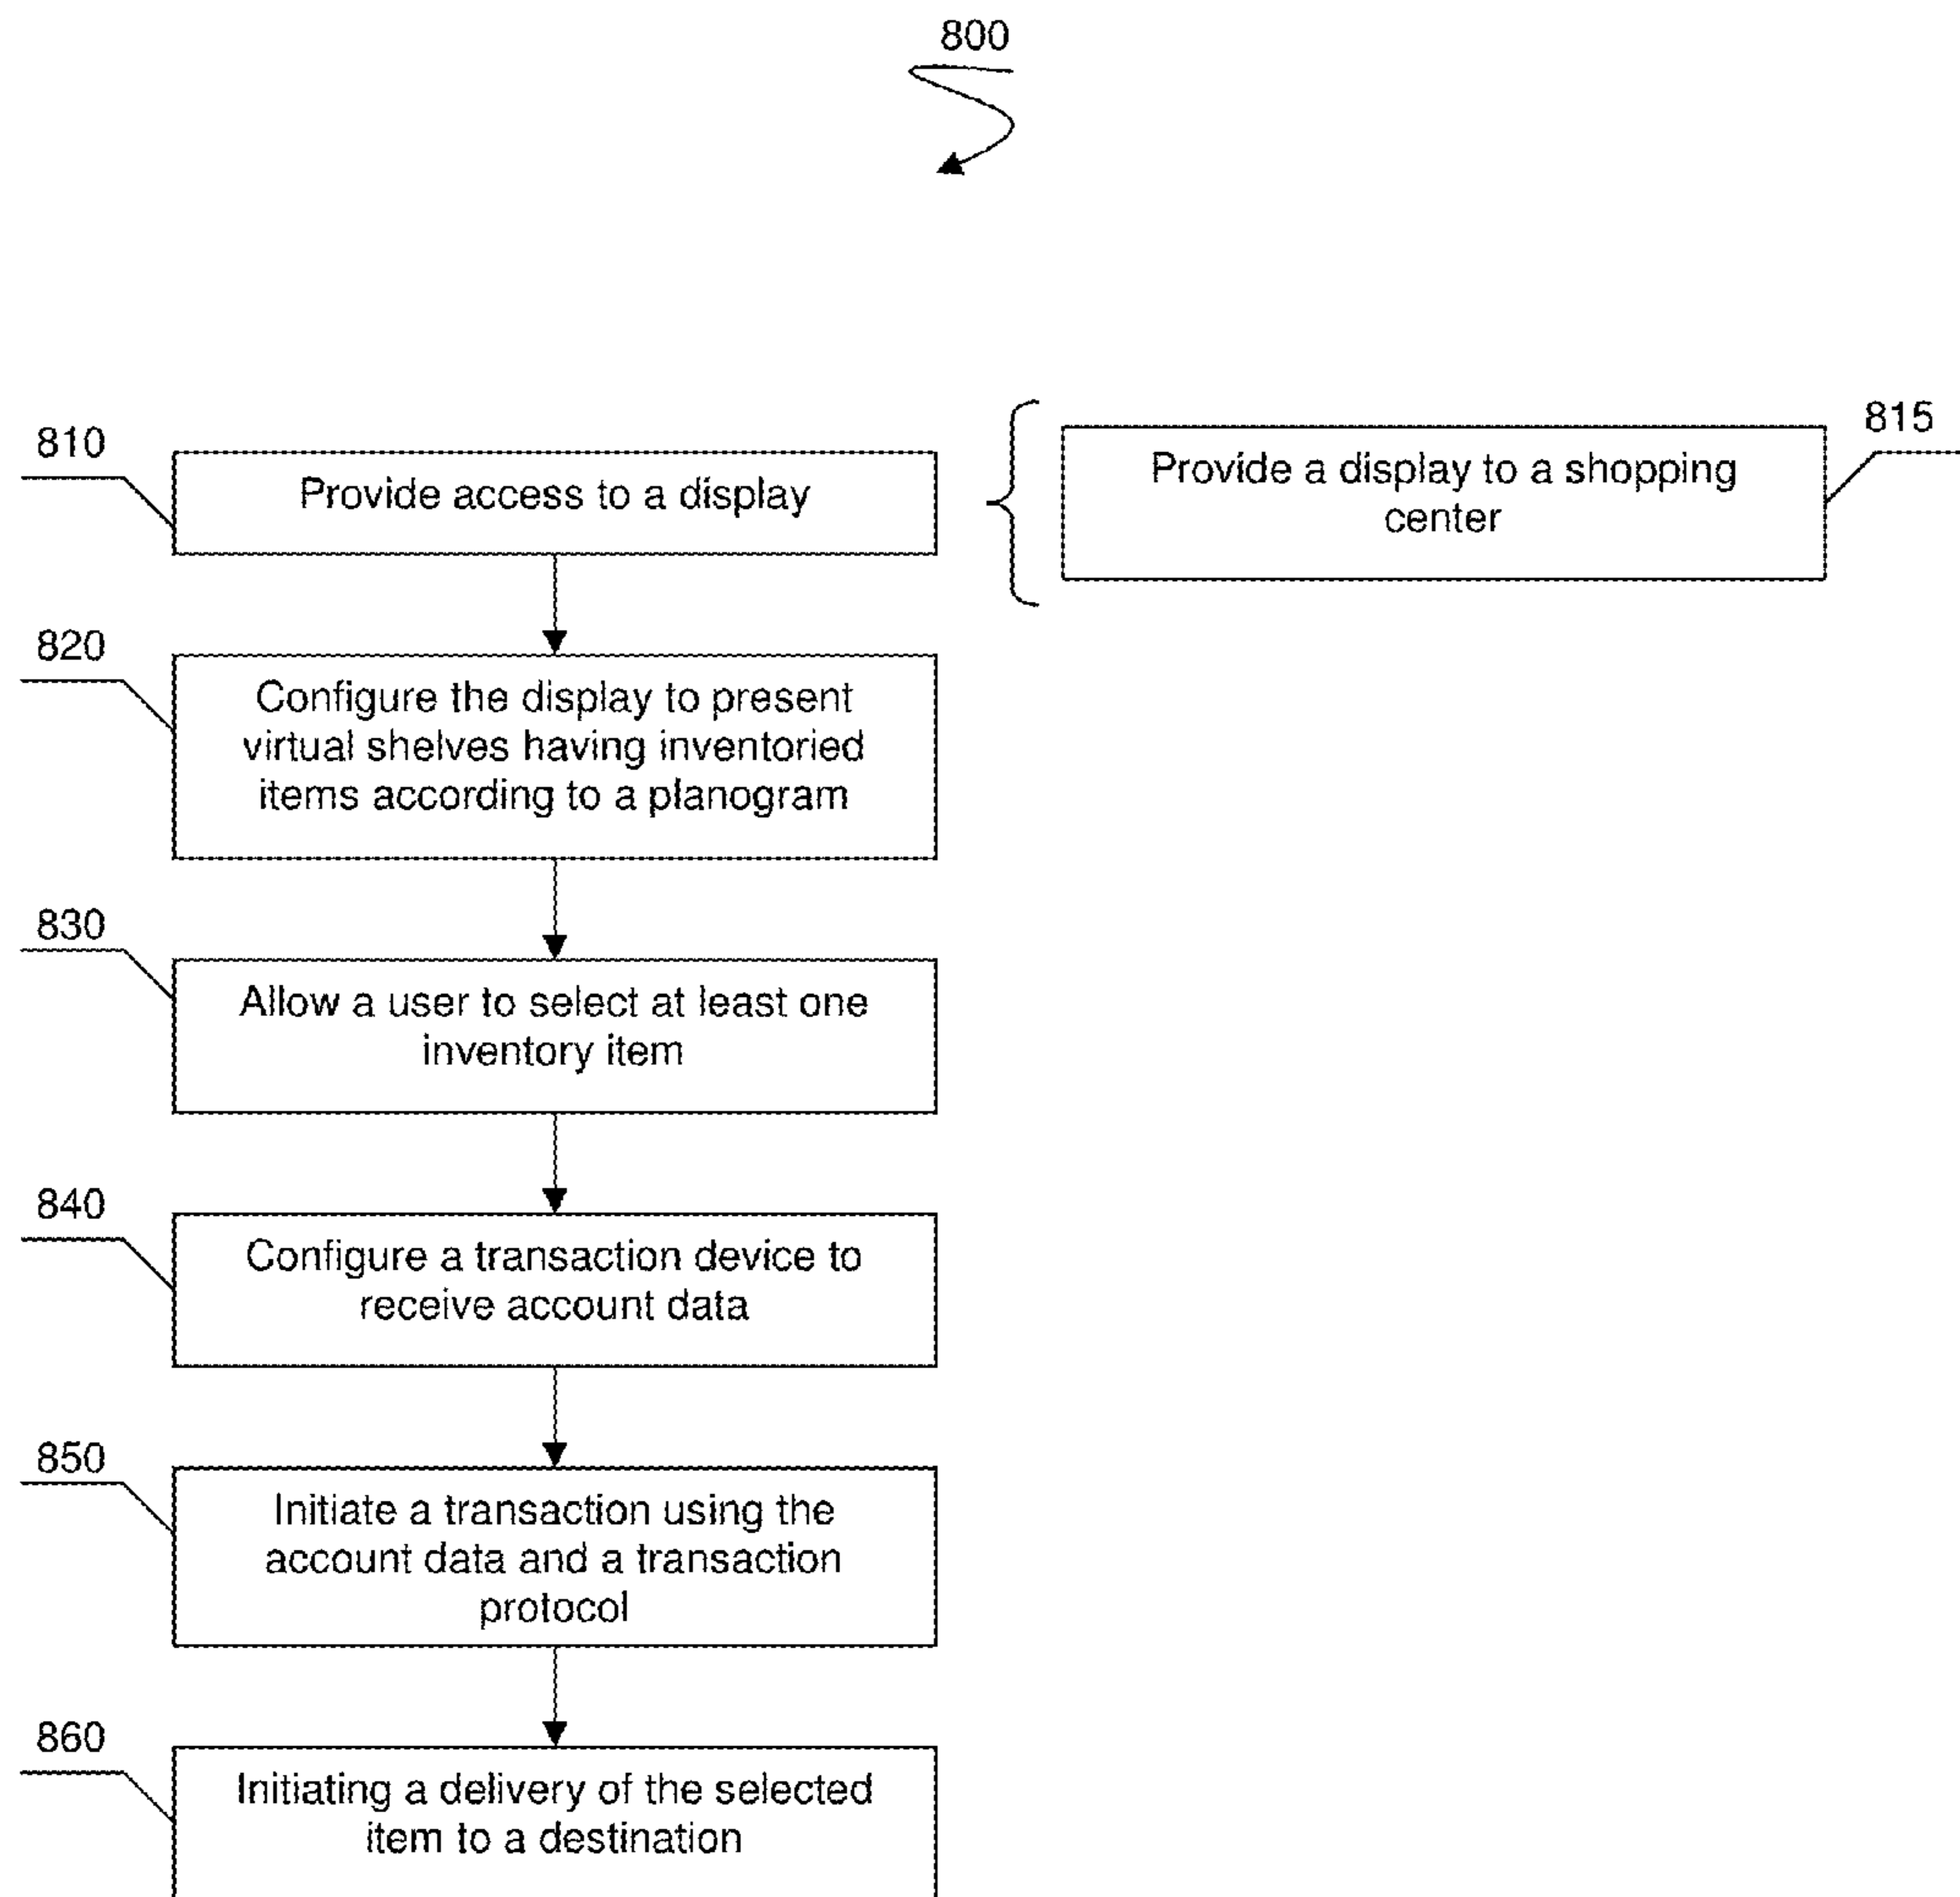 800
810
Provide access to a display
815
Provide a display to a shopping
center
820
Configure the display to present
virtual shelves having inventoried
items according to a planogram
830
Allow a user to select at least one
inventory item
840
Configure a transaction device to
receive account data
850
Initiate a transaction using the
account data and a transaction
protocol
860
Initiating a delivery of the selected
item to a destination